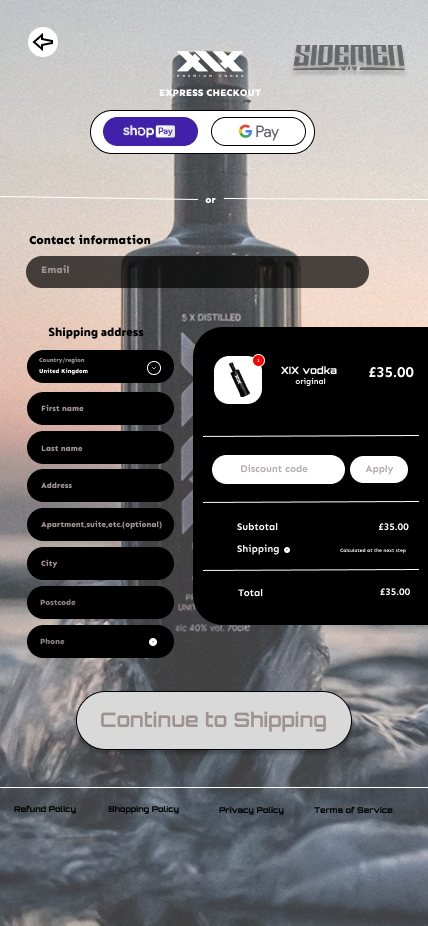 SIDEMEN
XIX
XIX
PREMIUM VODKA
EXPRESS CHECKOUT
shop Pay
G Pay
or
Contact information
Email
5 X DISTILLED
Shipping address
Country/region
United Kingdom
First name
Last name
Address
Apartment,suite,etc.(optional)
City
Postcode
Phone
1
XIX vodka
original
£35.00
Discount code
Apply
Subtotal
£35.00
Shipping
Calculated at the next step
Total
£35.00
alc 40% vol. 70cl
Continue to Shipping
Refund Policy
Shopping Policy
Privacy Policy
Terms of Service